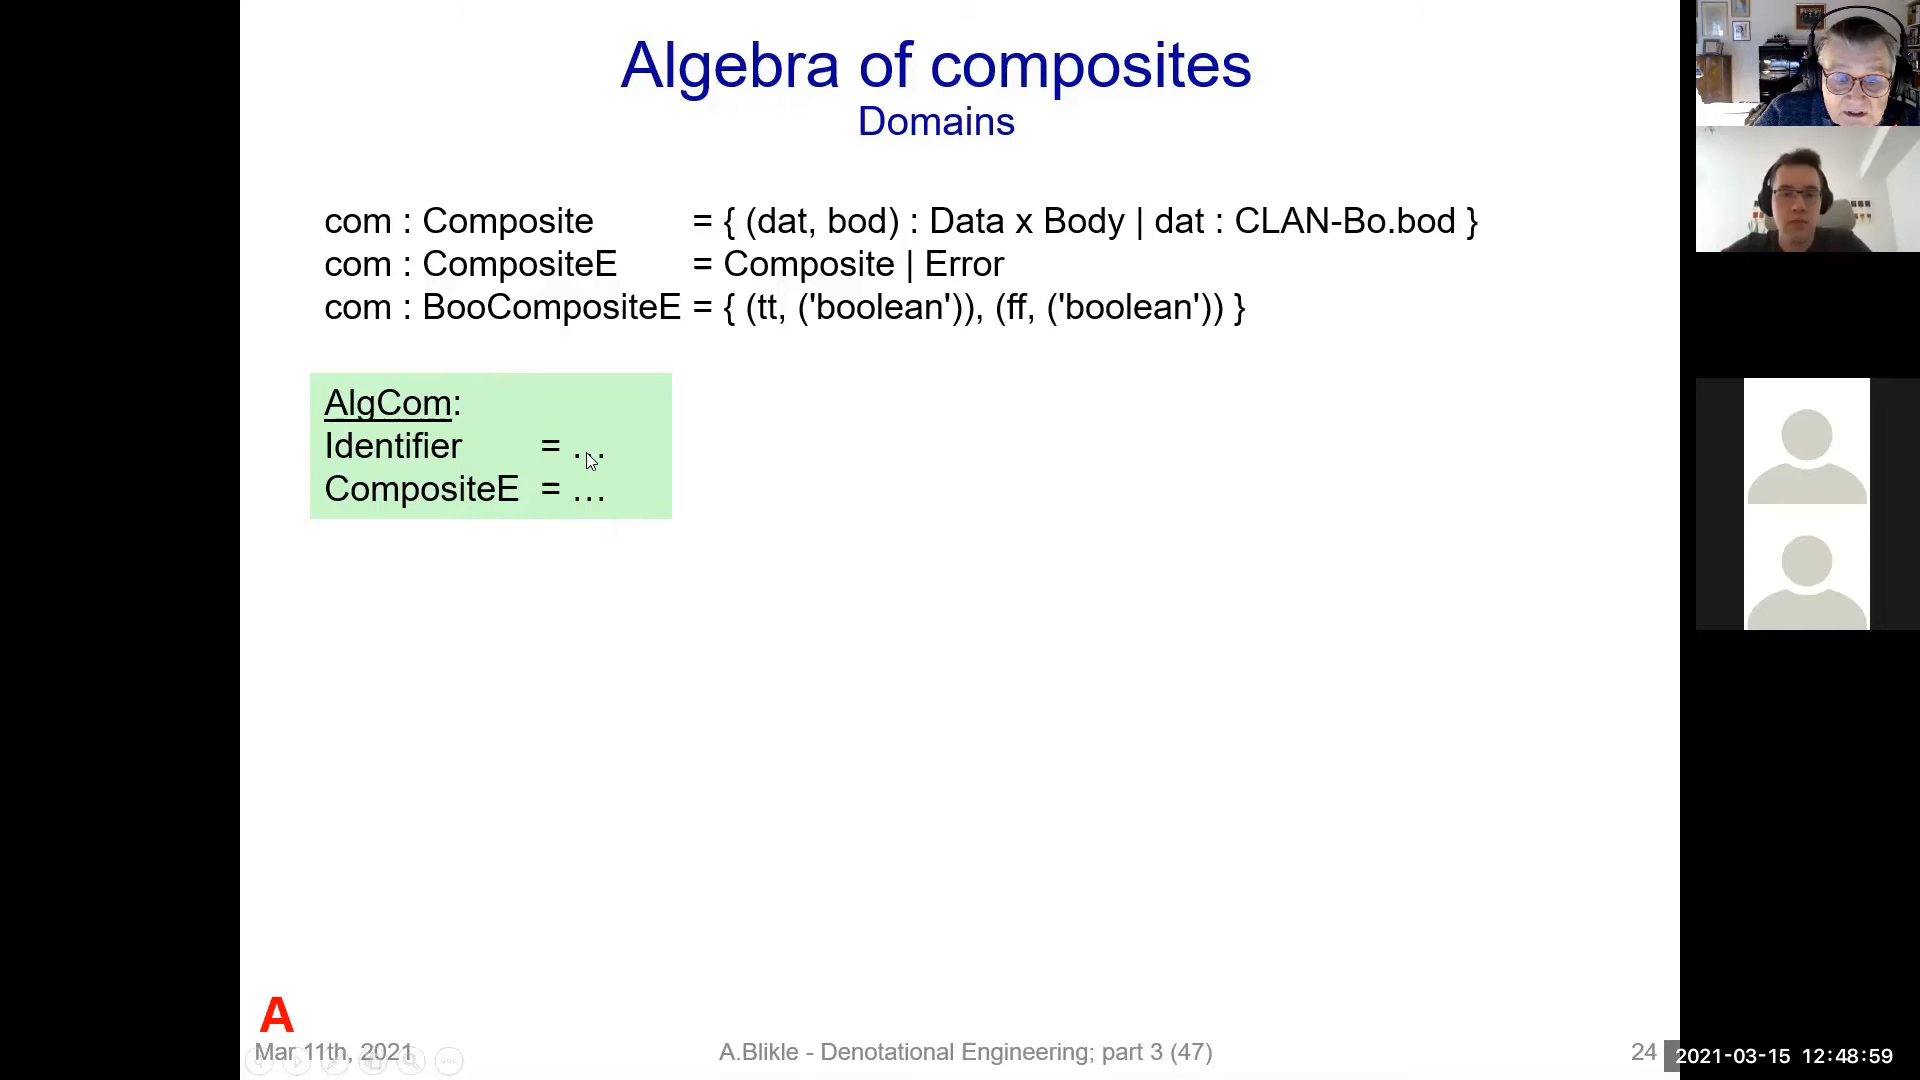 Algebra of composites
Domains
com : Composite = { (dat, bod) : Data x Body | dat : CLAN-Bo.bod }
com : CompositeE = Composite | Error
com : BooCompositeE = { (tt, ('boolean')), (ff, ('boolean')) }
AlgCom:
Identifier = …
CompositeE = …
A
Mar 11th, 2021
A.Blikle - Denotational Engineering; part 3 (47)
24
2021-03-15 12:48:59